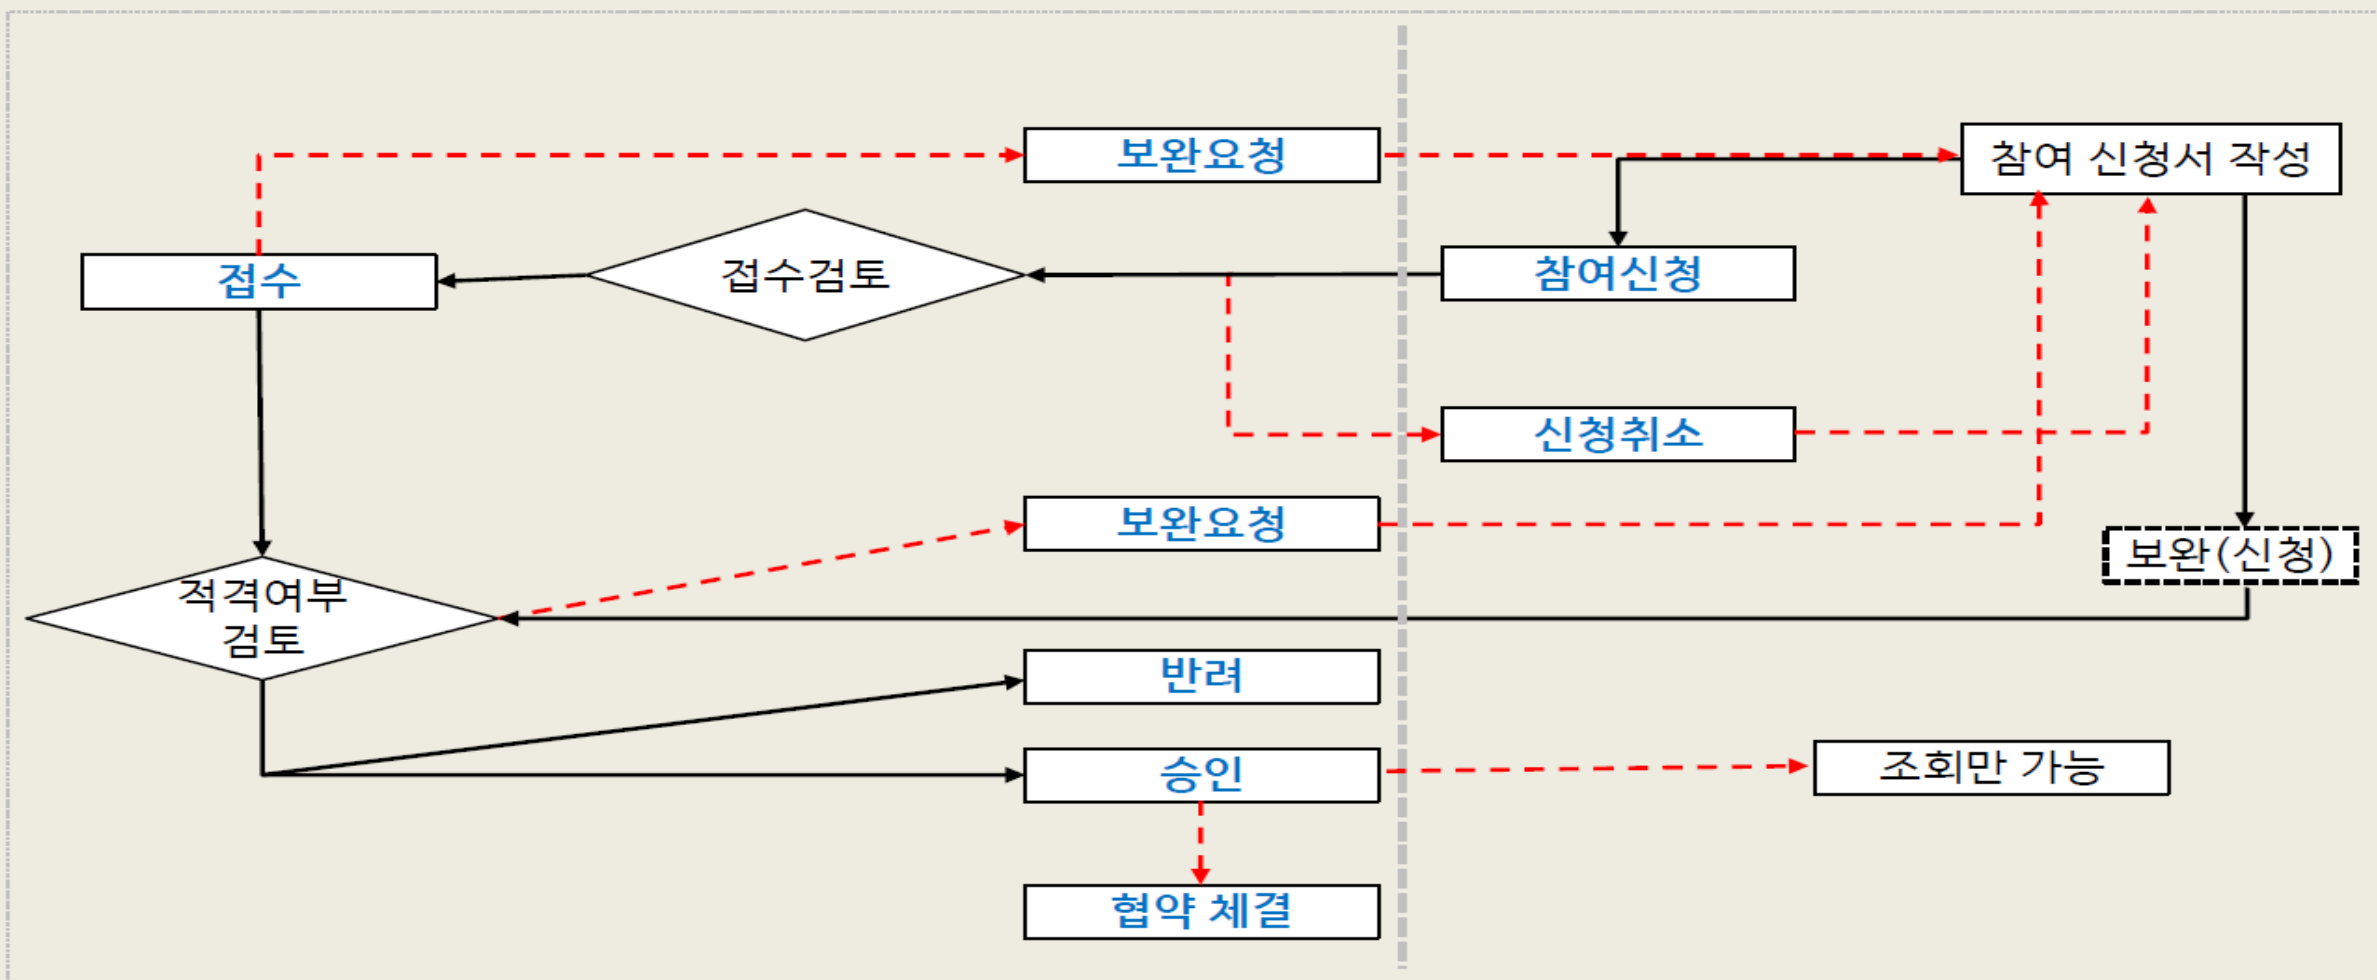 보완요청
참여 신청서 작성
접수
접수검토
참여신청
신청취소
보완요청
보완(신청)
적격여부
검토
반려
승인
조회만 가능
협약 체결